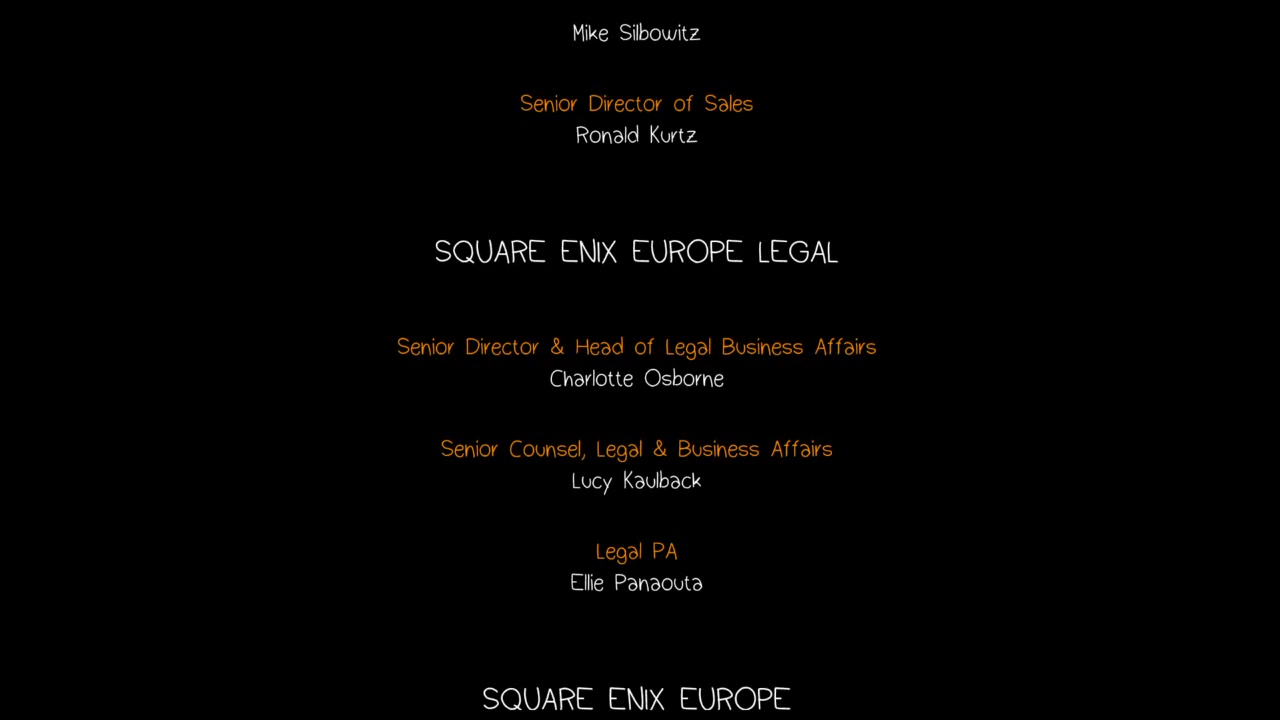 Mike Silbowitz
Senior Director of Sales
Ronald Kurtz
SQUARE ENIX EUROPE LEGAL
Senior Director & Head of Legal Business Affairs
Charlotte Osborne
Senior Counsel, Legal & Business Affairs
Lucy Kaulback
Legal PA
Ellie Panaouta
SQUARE ENIX EUROPE